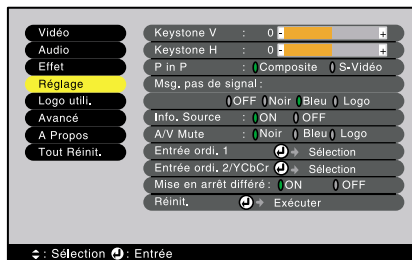 Vidéo
Audio
Effet
Réglage
Logo utili.
Avancé
A Propos
Tout Réinit.
Keystone V : 0 - +
Keystone H : 0 - +
P in P : Composite S-Vidéo
Msg. pas de signal :
OFF Noir Bleu Logo
Info. Source : ON OFF
A/V Mute : Noir Bleu Logo
Entrée ordi. 1 Sélection
Entrée ordi. 2/YCbCr Sélection
Mise en arrêt différé : ON OFF
Réinit. Exécuter
: Sélection : Entrée